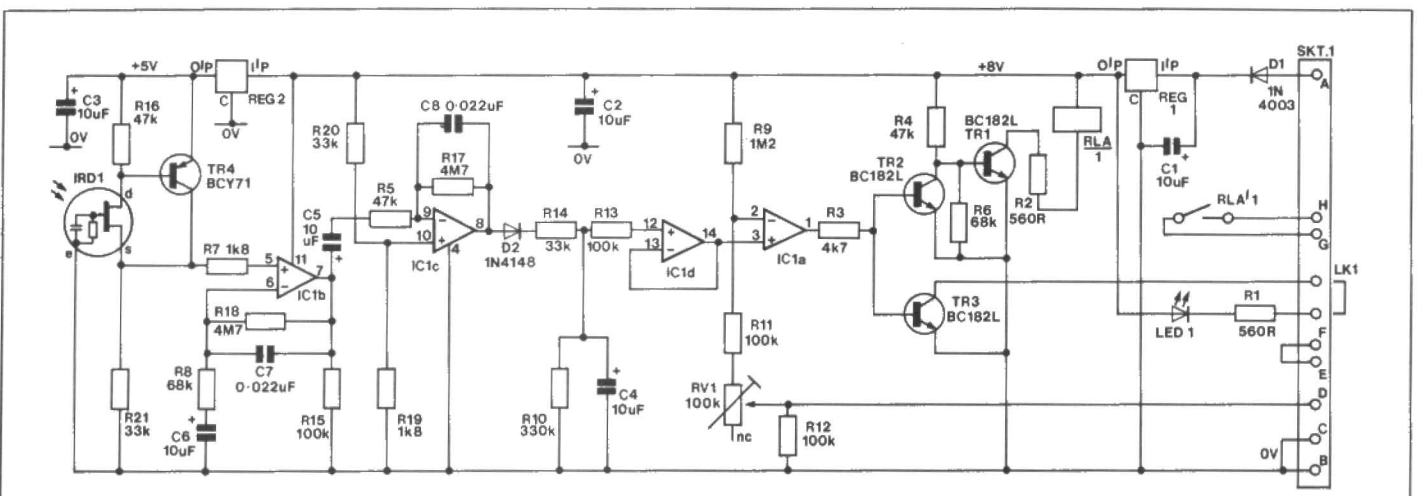 +5V
O/P
I/P
C
REG 2
0V
C3
10uF
0V
R16
47k
TR4
BCY71
IRD1
d
s
e
R7 1k8
5
11
+
−
6
7
IC1b
R18
4M7
C7
0·022uF
R8
68k
C6
10uF
R21
33k
R15
100k
C5
10
uF
R20
33k
R5
47k
C8 0·022uF
R17
4M7
9
10
8
4
IC1c
R19
1k8
D2
1N4148
R14
33k
R13
100k
C2
10uF
0V
12
13
14
IC1d
R10
330k
C4
10uF
R9
1M2
2
3
1
IC1a
R11
100k
RV1
100k
nc
R12
100k
R3
4k7
R4
47k
TR2
BC182L
BC182L
TR1
R6
68k
R2
560R
TR3
BC182L
+8V
RLA
1
O/P
I/P
C
REG
1
C1
10uF
D1
1N
4003
RLA/1
LED 1
R1
560R
LK1
SKT.1
A
H
G
F
E
D
C
B
0V